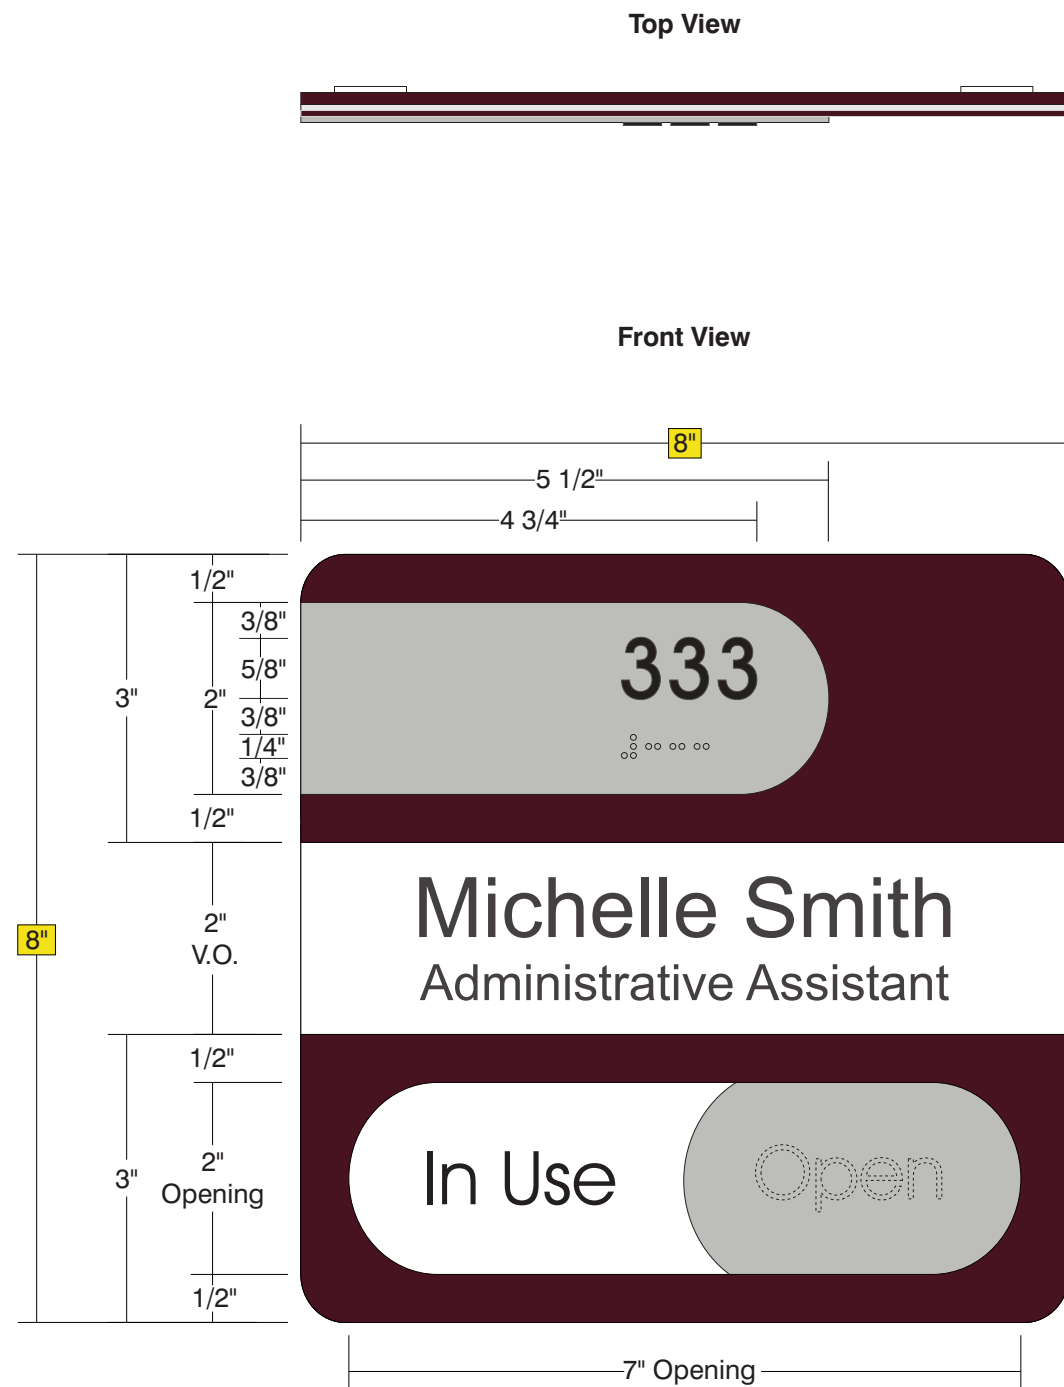 Top View
Front View
8"
5 1/2"
4 3/4"
1/2"
3/8"
5/8"
3"
2"
3/8"
1/4"
3/8"
1/2"
333
8"
2"
V.O.
Michelle Smith
Administrative Assistant
1/2"
3"
2"
Opening
In Use
Open
1/2"
7" Opening